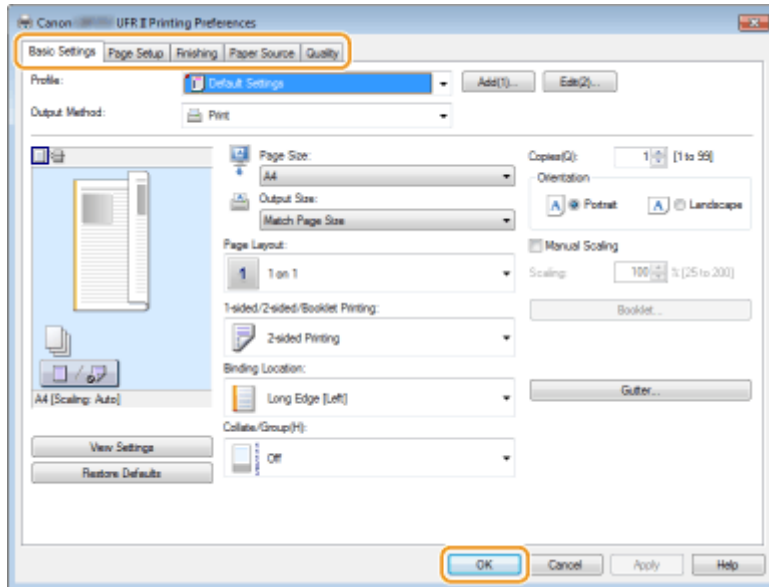 Canon UFR II Printing Preferences
Basic Settings Page Setup Finishing Paper Source Quality
Profile: Default Settings Add(1)... Edit(2)...
Output Method: Print
Page Size:
A4
Output Size:
Match Page Size
Page Layout:
1 1 on 1
1-sided/2-sided/Booklet Printing:
2-sided Printing
Binding Location:
Long Edge [Left]
Collate/Group(H):
Off
Copies(Q): 1 [1 to 99]
Orientation
A Portrait A Landscape
Manual Scaling
Scaling: 100 % [25 to 200]
Booklet...
Gutter...
A4 [Scaling: Auto]
View Settings
Restore Defaults
OK Cancel Apply Help